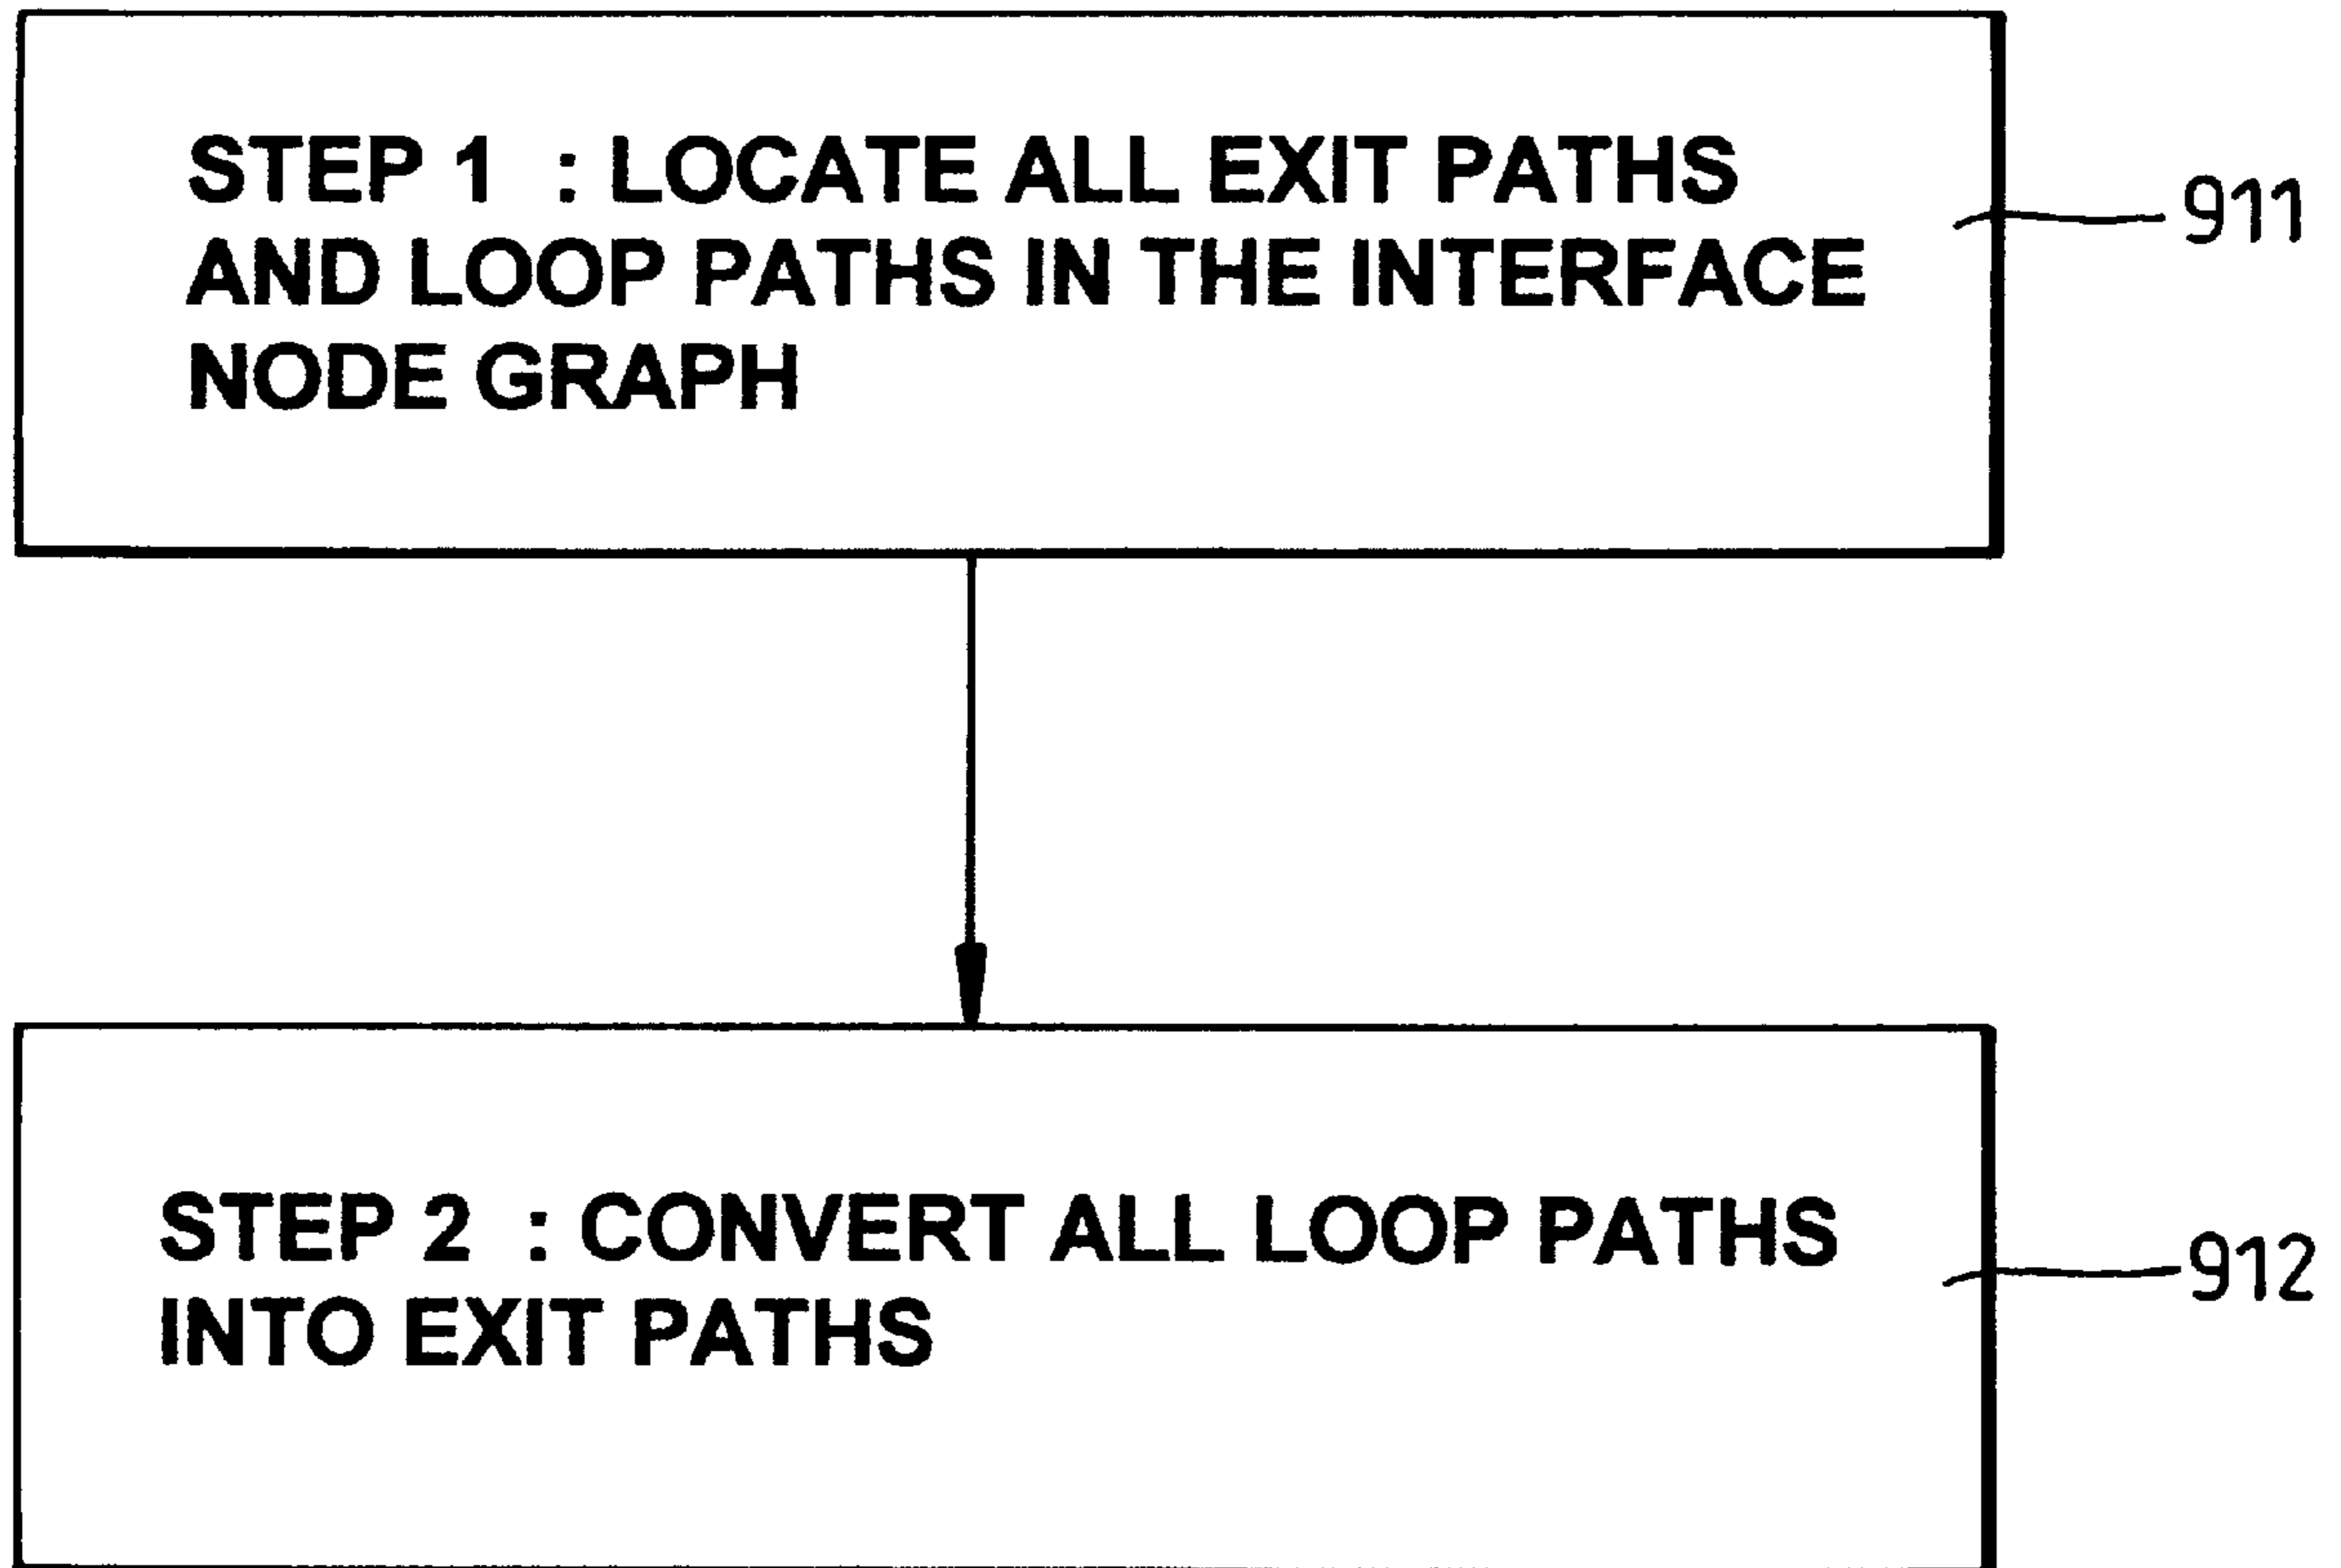 STEP 1 : LOCATE ALL EXIT PATHS
AND LOOP PATHS IN THE INTERFACE
NODE GRAPH
911
STEP 2 : CONVERT ALL LOOP PATHS
INTO EXIT PATHS
912